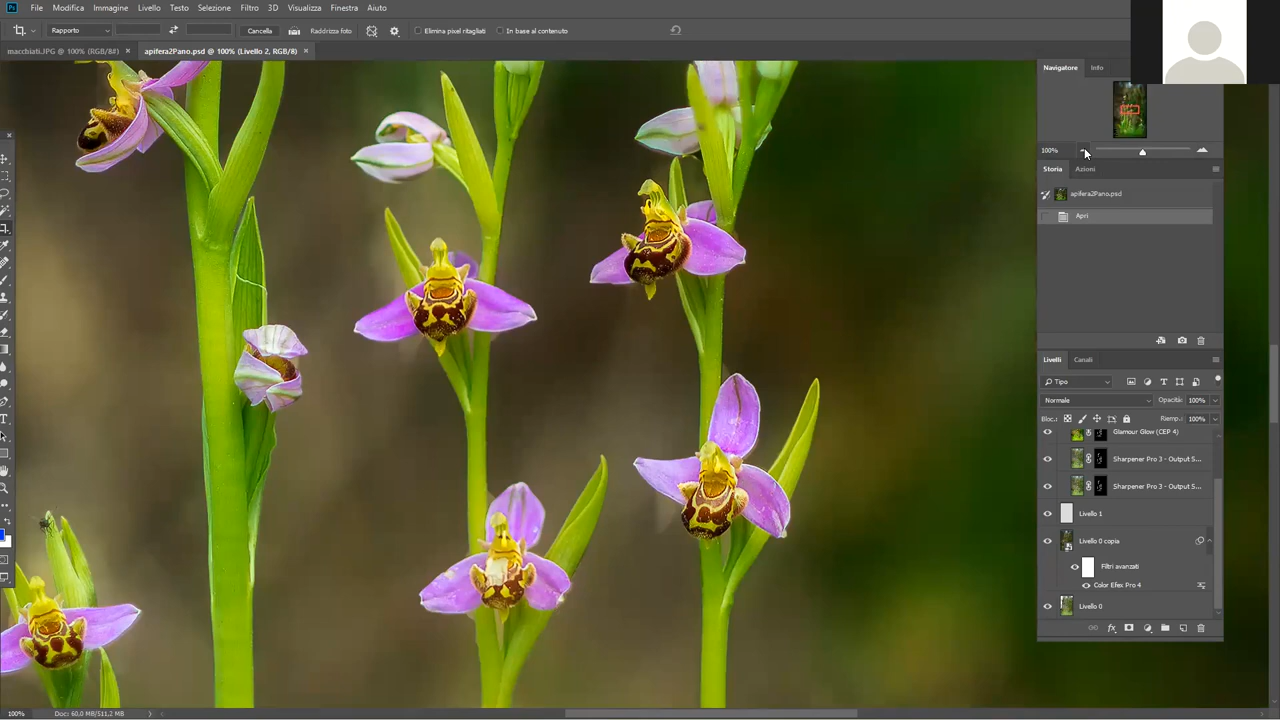 Ps File Modifica Immagine Livello Testo Selezione Filtro 3D Visualizza Finestra Aiuto
Rapporto Cancella Raddrizza foto Elimina pixel ritagliati In base al contenuto
macchiati.JPG @ 100% (RGB/8#) × apifera2Pano.psd @ 100% (Livello 2, RGB/8) ×
Navigatore Info
100%
Storia Azioni
apifera2Pano.psd
Apri
Livelli Canali
Tipo
Normale Opacità: 100%
Bloc.: Riemp.: 100%
Glamour Glow (CEP 4)
Sharpener Pro 3 - Output S...
Sharpener Pro 3 - Output S...
Livello 1
Livello 0 copia
Filtri avanzati
Color Efex Pro 4
Livello 0
fx
100% Doc: 60,0 MB/511,2 MB